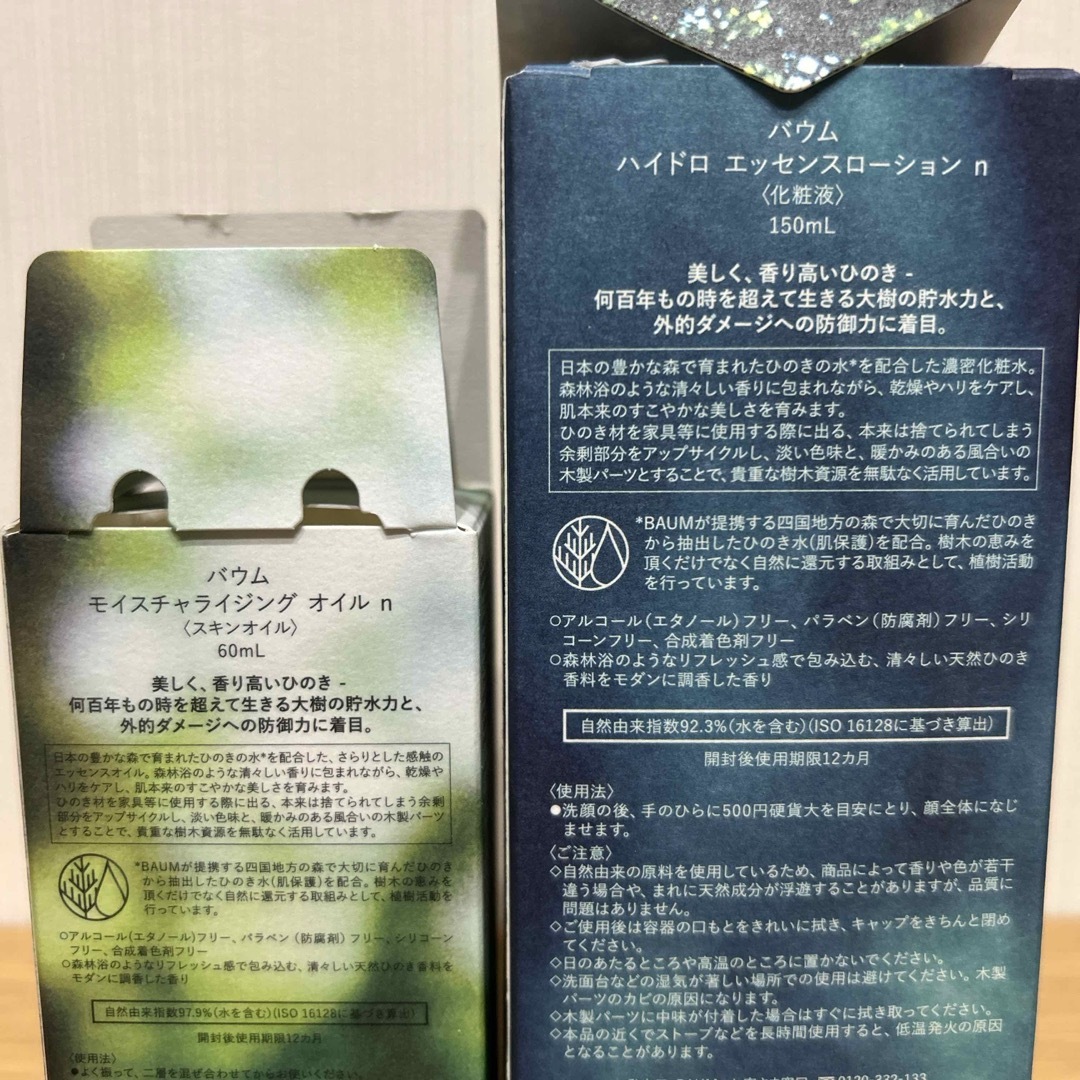 バウム
モイスチャライジング オイル n
〈スキンオイル〉
60mL
美しく、香り高いひのき -
何百年もの時を超えて生きる大樹の貯水力と、
外的ダメージへの防御力に着目。
日本の豊かな森で育まれたひのきの水*を配合した、さらりとした感触の
エッセンスオイル。森林浴のような清々しい香りに包まれながら、乾燥や
ハリをケアし、肌本来のすこやかな美しさを育みます。
ひのき材を家具等に使用する際に出る、本来は捨てられてしまう余剰
部分をアップサイクルし、淡い色味と、暖かみのある風合いの木製パーツ
とすることで、貴重な樹木資源を無駄なく活用しています。
*BAUMが提携する四国地方の森で大切に育んだひのき
から抽出したひのき水(肌保護)を配合。樹木の恵みを
頂くだけでなく自然に還元する取組みとして、植樹活動を
行っています。
○アルコール(エタノール)フリー、パラベン(防腐剤)フリー、シリコーン
フリー、合成着色剤フリー
○森林浴のようなリフレッシュ感で包み込む、清々しい天然ひのき香料を
モダンに調香した香り
自然由来指数97.9%(水を含む)(ISO 16128に基づき算出)
開封後使用期限12カ月
〈使用法〉
●よく振って、二層を混ぜ合わせてからお使いください。
バウム
ハイドロ エッセンスローション n
〈化粧液〉
150mL
美しく、香り高いひのき -
何百年もの時を超えて生きる大樹の貯水力と、
外的ダメージへの防御力に着目。
日本の豊かな森で育まれたひのきの水*を配合した濃密化粧水。
森林浴のような清々しい香りに包まれながら、乾燥やハリをケアし、
肌本来のすこやかな美しさを育みます。
ひのき材を家具等に使用する際に出る、本来は捨てられてしまう
余剰部分をアップサイクルし、淡い色味と、暖かみのある風合いの
木製パーツとすることで、貴重な樹木資源を無駄なく活用しています。
*BAUMが提携する四国地方の森で大切に育んだひのき
から抽出したひのき水(肌保護)を配合。樹木の恵みを
頂くだけでなく自然に還元する取組みとして、植樹活動
を行っています。
○アルコール(エタノール)フリー、パラベン(防腐剤)フリー、シリ
コーンフリー、合成着色剤フリー
○森林浴のようなリフレッシュ感で包み込む、清々しい天然ひのき
香料をモダンに調香した香り
自然由来指数92.3%(水を含む)(ISO 16128に基づき算出)
開封後使用期限12カ月
〈使用法〉
●洗顔の後、手のひらに500円硬貨大を目安にとり、顔全体になじ
ませます。
〈ご注意〉
◇自然由来の原料を使用しているため、商品によって香りや色が若干
違う場合や、まれに天然成分が浮遊することがありますが、品質に
問題はありません。
◇ご使用後は容器の口もとをきれいに拭き、キャップをきちんと閉め
てください。
◇日のあたるところや高温のところに置かないでください。
◇洗面台などの湿気が著しい場所での使用は避けてください。木製
パーツのカビの原因になります。
◇木製パーツに中味が付着した場合はすぐに拭き取ってください。
◇本品の近くでストーブなどを長時間使用すると、低温発火の原因
となることがあります。
0120-332-133